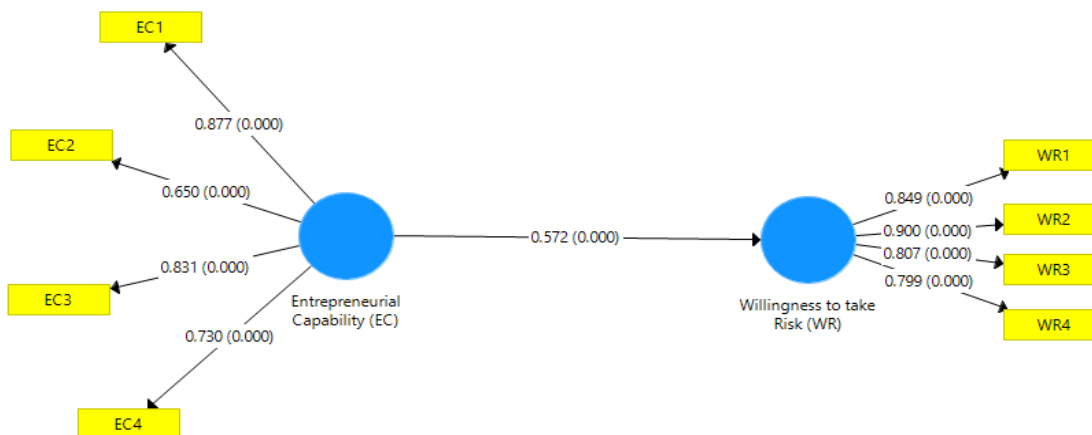 EC1
0.877 (0.000)
EC2
0.650 (0.000)
0.831 (0.000)
EC3
0.730 (0.000)
EC4
Entrepreneurial
Capability (EC)
0.572 (0.000)
Willingness to take
Risk (WR)
0.849 (0.000)
0.900 (0.000)
0.807 (0.000)
0.799 (0.000)
WR1
WR2
WR3
WR4